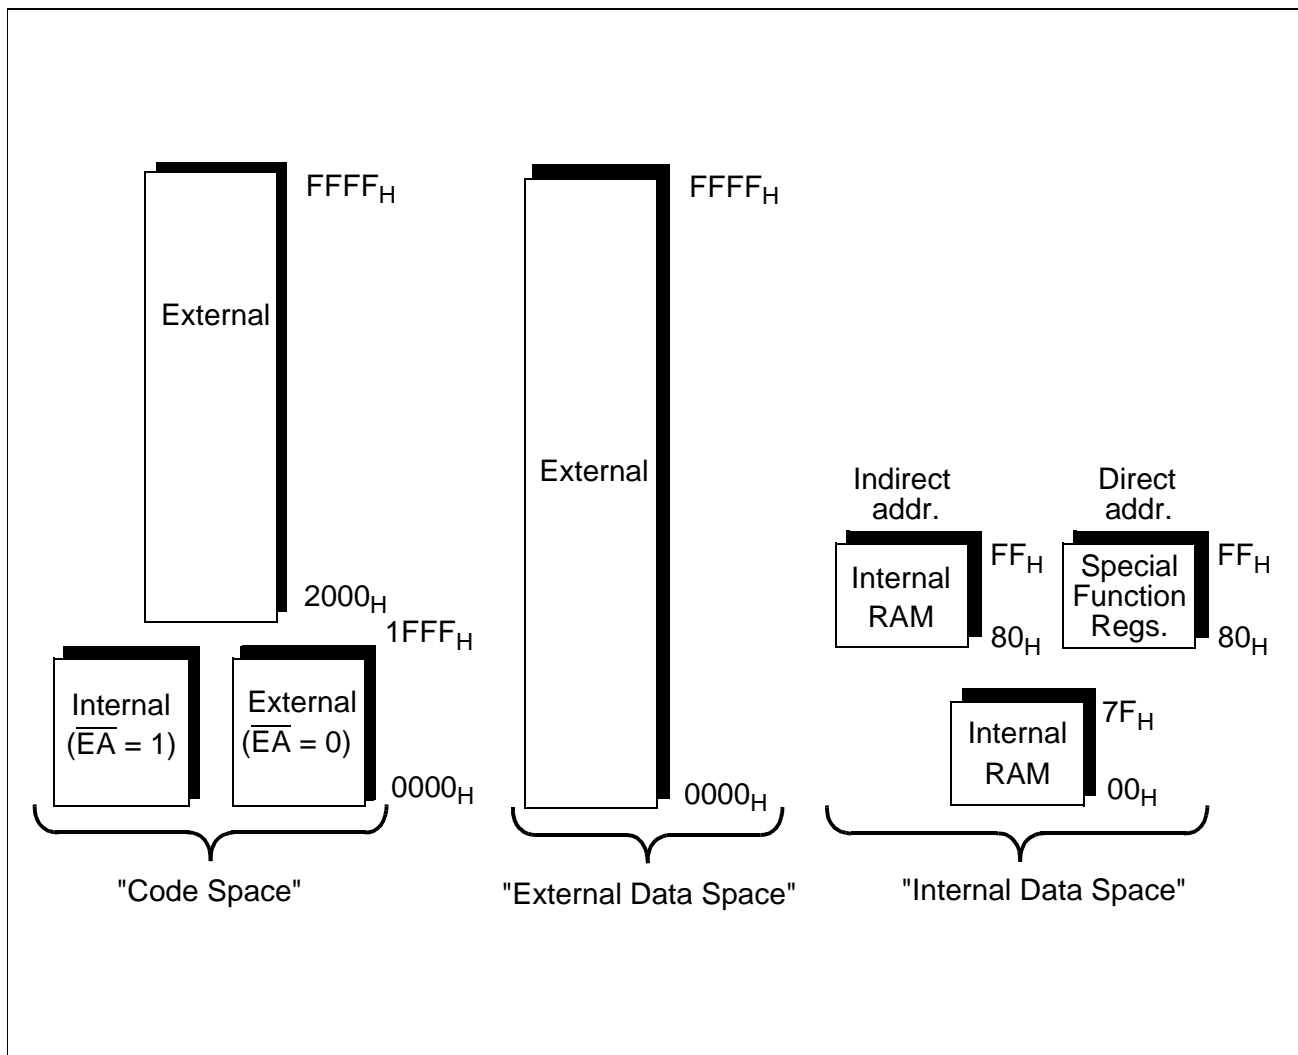 FFFFH
External
2000H
1FFFH
Internal
(EA = 1)
External
(EA = 0)
0000H
"Code Space"
FFFFH
External
0000H
"External Data Space"
Indirect
addr.
Internal
RAM
FFH
80H
Direct
addr.
Special
Function
Regs.
FFH
80H
Internal
RAM
7FH
00H
"Internal Data Space"